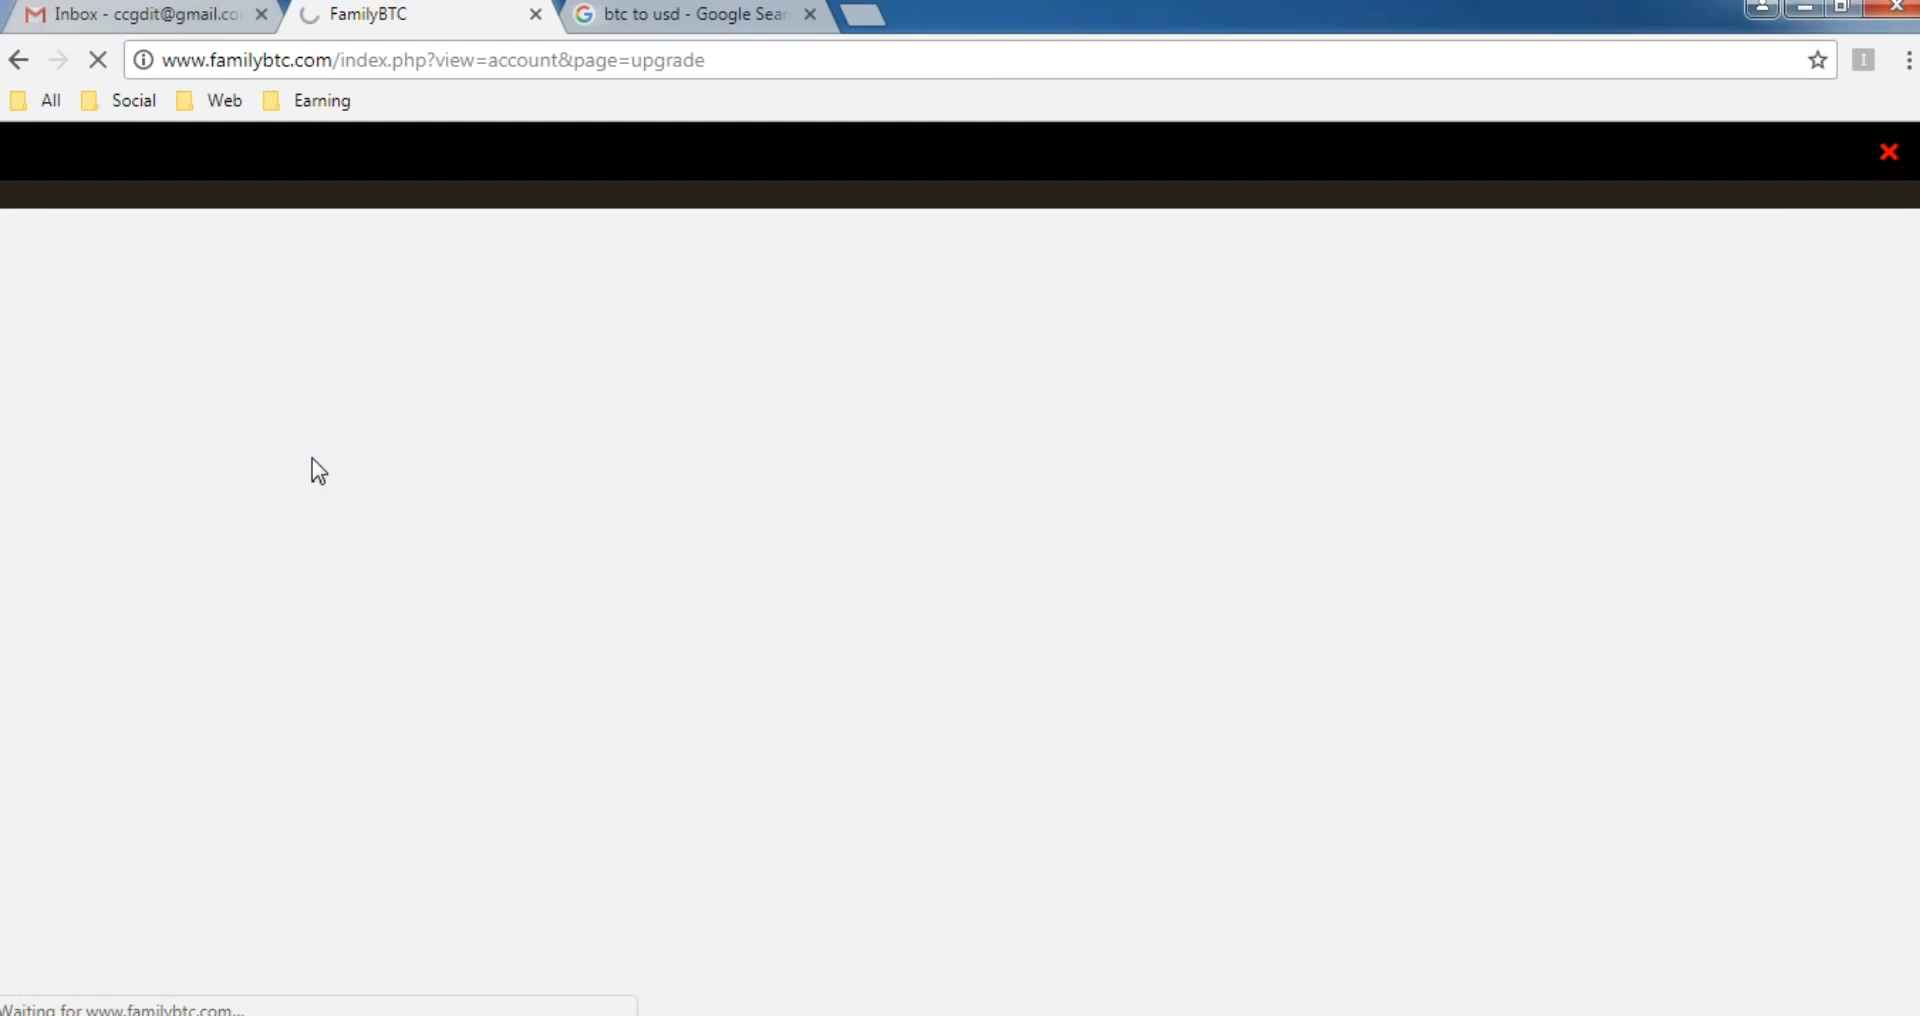 Inbox - ccgdit@gmail.co
FamilyBTC
btc to usd - Google Sear
www.familybtc.com/index.php?view=account&page=upgrade
All
Social
Web
Earning
Waiting for www.familybtc.com...